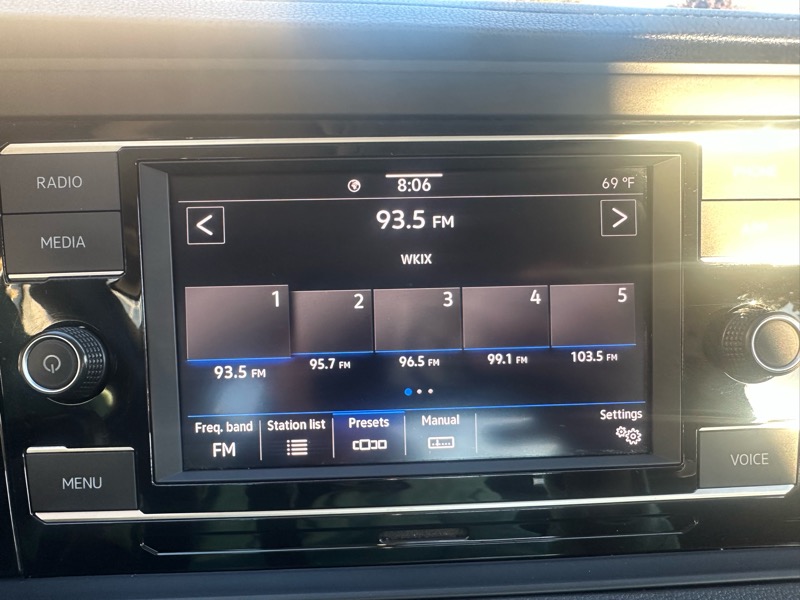 RADIO
MEDIA
MENU
8:06
69 °F
<
93.5 FM
>
WKIX
1
2
3
4
5
93.5 FM
95.7 FM
96.5 FM
99.1 FM
103.5 FM
Freq. band
FM
Station list
Presets
Manual
Settings
VOICE